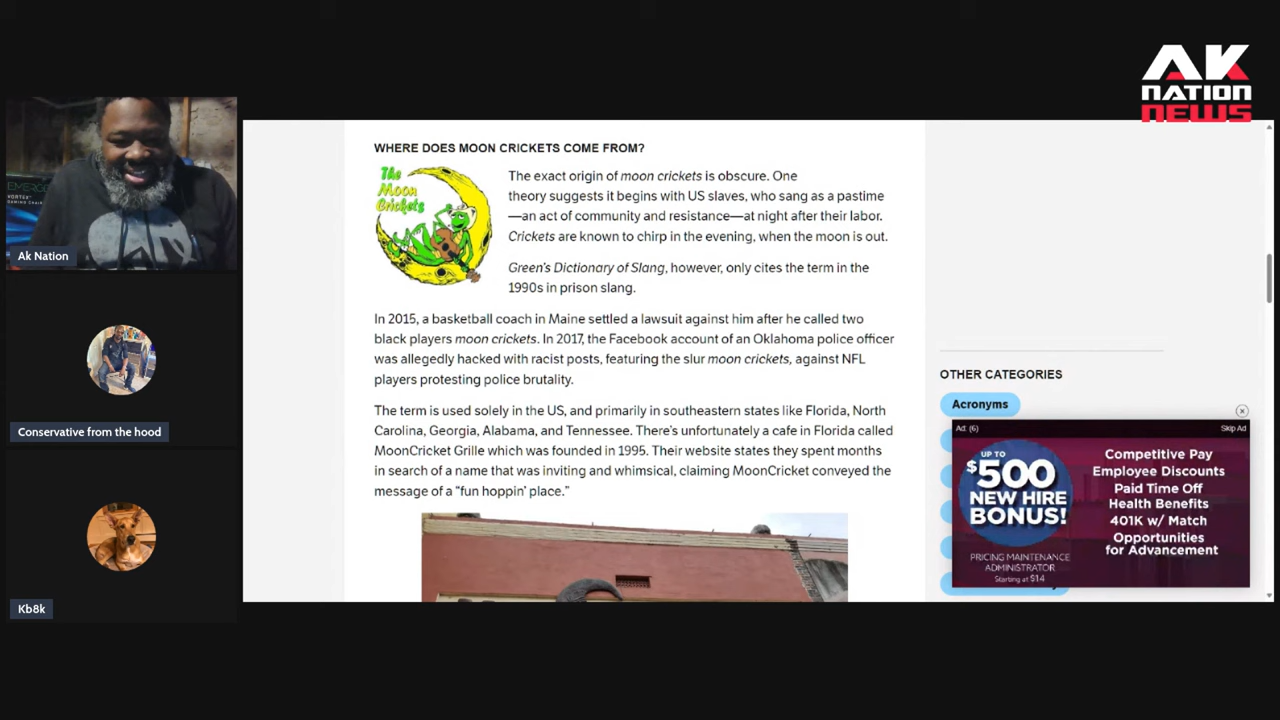 AK
NATION
NEWS
EMERGE
VORTEX
GAMING CHAIR
Ak Nation
Conservative from the hood
Kb8k
WHERE DOES MOON CRICKETS COME FROM?
The
Moon
Crickets
The exact origin of moon crickets is obscure. One
theory suggests it begins with US slaves, who sang as a pastime
—an act of community and resistance—at night after their labor.
Crickets are known to chirp in the evening, when the moon is out.
Green's Dictionary of Slang, however, only cites the term in the
1990s in prison slang.
In 2015, a basketball coach in Maine settled a lawsuit against him after he called two
black players moon crickets. In 2017, the Facebook account of an Oklahoma police officer
was allegedly hacked with racist posts, featuring the slur moon crickets, against NFL
players protesting police brutality.
The term is used solely in the US, and primarily in southeastern states like Florida, North
Carolina, Georgia, Alabama, and Tennessee. There's unfortunately a cafe in Florida called
MoonCricket Grille which was founded in 1995. Their website states they spent months
in search of a name that was inviting and whimsical, claiming MoonCricket conveyed the
message of a “fun hoppin' place.”
OTHER CATEGORIES
Acronyms
Ad: (6)
Skip Ad
UP TO
$500
NEW HIRE
BONUS!
PRICING MAINTENANCE
ADMINISTRATOR
Starting at $14
Competitive Pay
Employee Discounts
Paid Time Off
Health Benefits
401K w/ Match
Opportunities
for Advancement